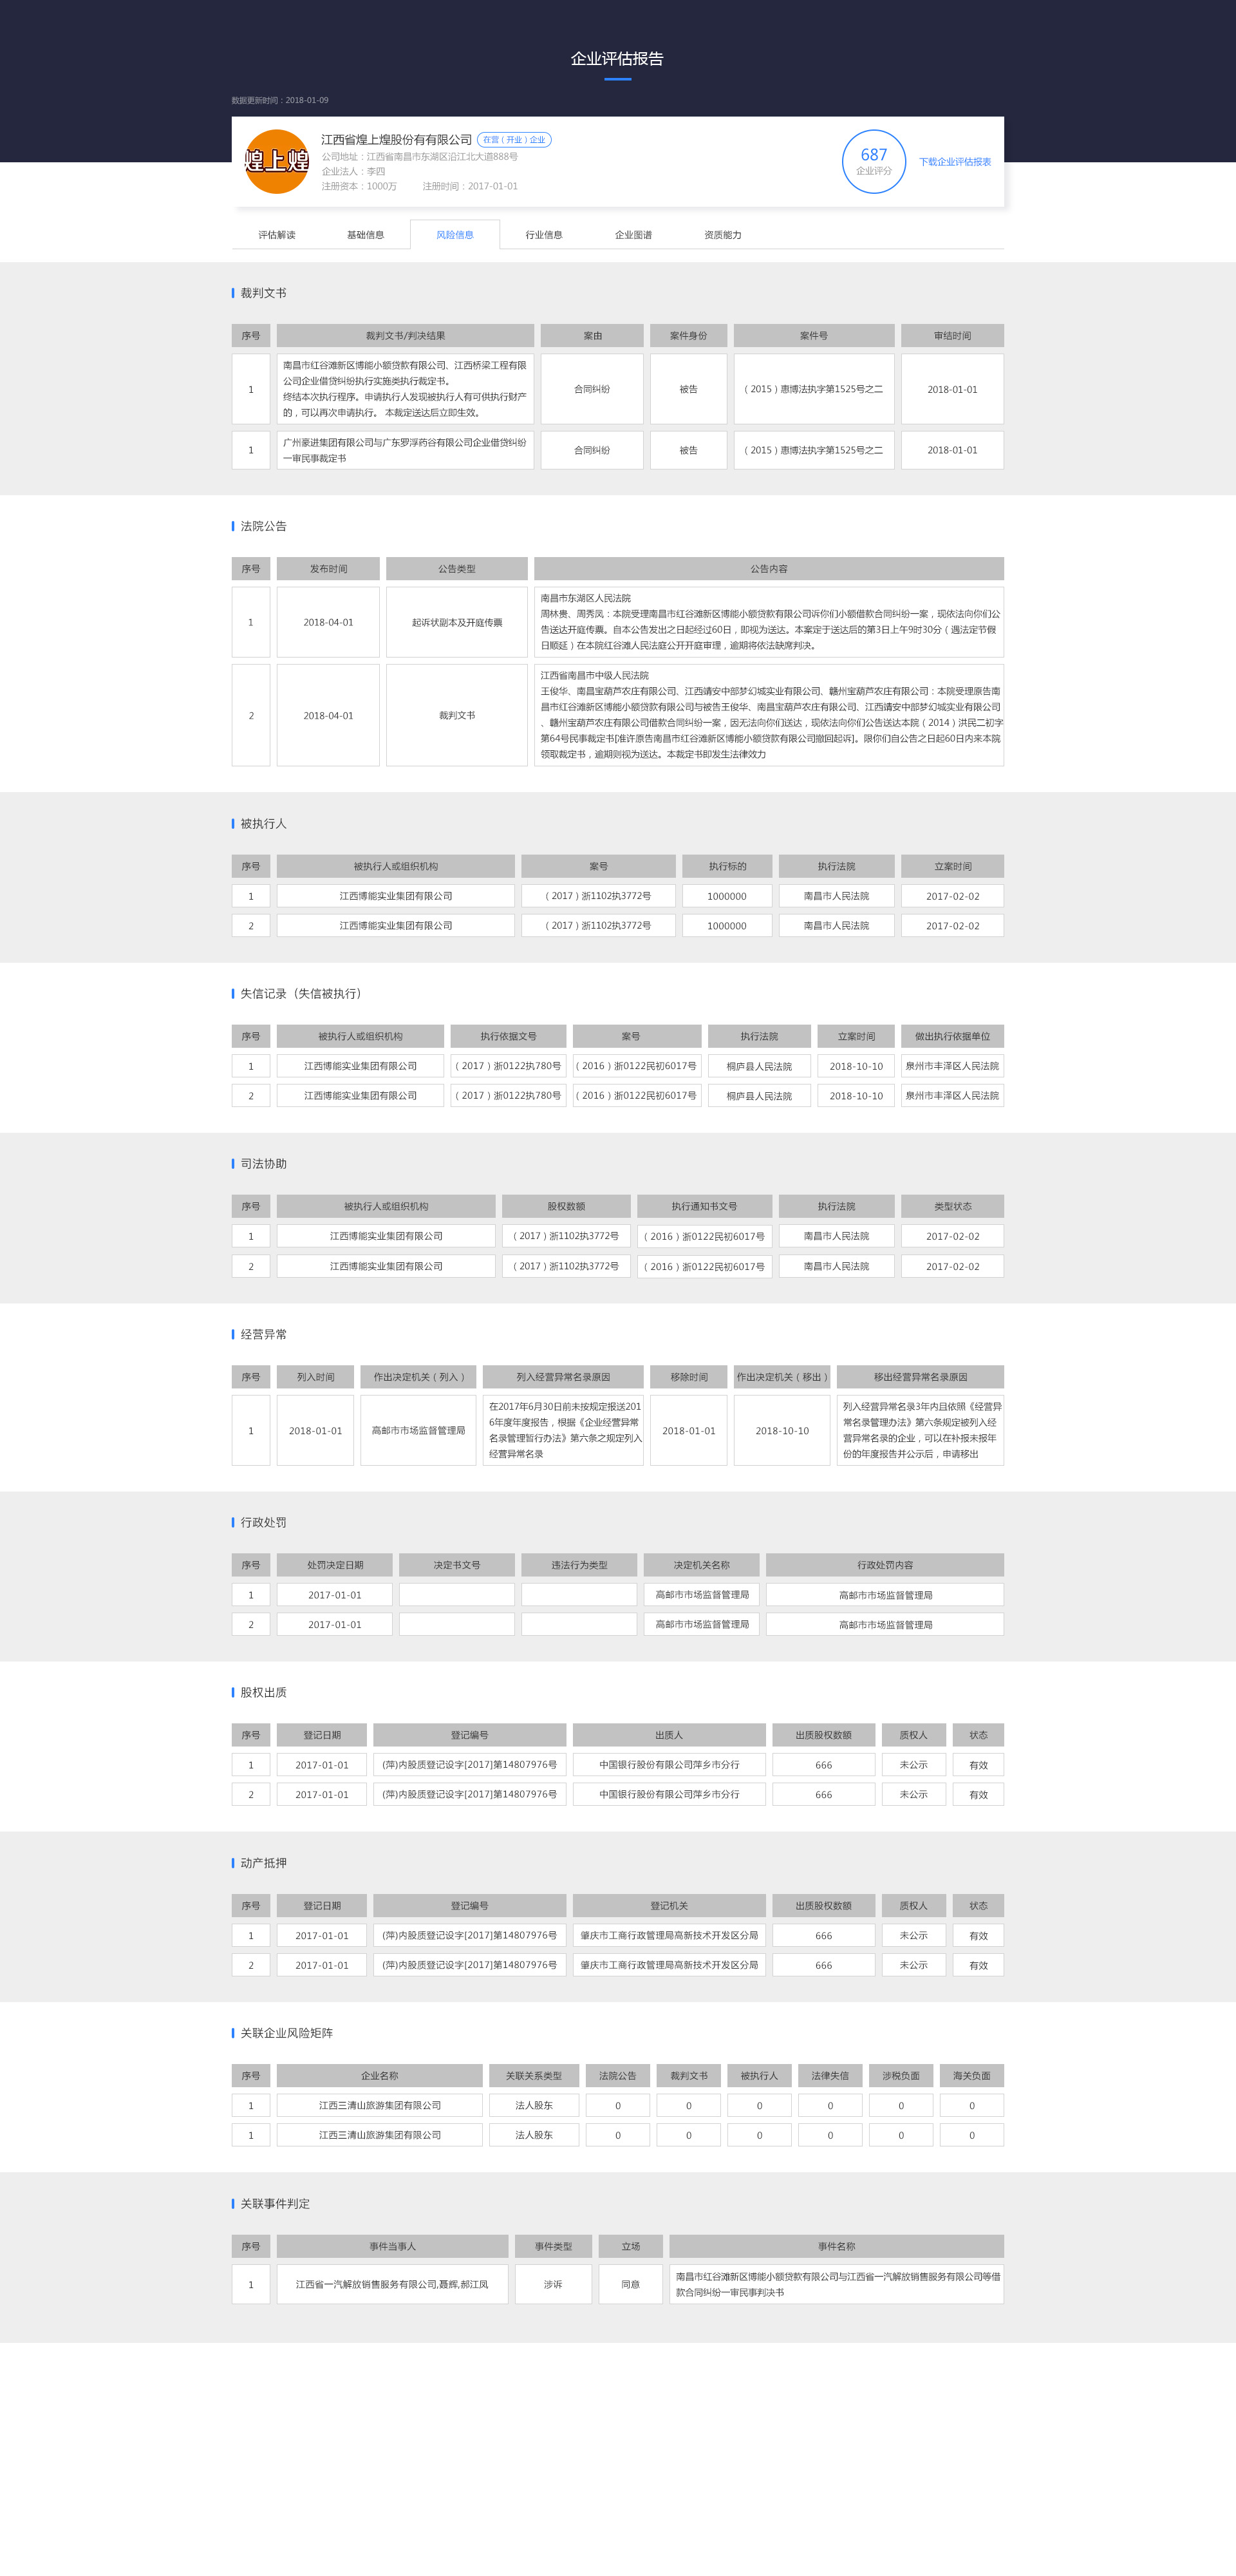 企业评估报告
数据更新时间：2018-01-09
煌上煌
江西省煌上煌股份有有限公司 在营（开业）企业
公司地址：江西省南昌市东湖区沿江北大道888号
企业法人：李四
注册资本：1000万 注册时间：2017-01-01
687
企业评分
下载企业评估报表
评估解读 基础信息 风险信息 行业信息 企业图谱 资质能力
裁判文书
序号 裁判文书/判决结果 案由 案件身份 案件号 审结时间
1
南昌市红谷滩新区博能小额贷款有限公司、江西桥梁工程有限
公司企业借贷纠纷执行实施类执行裁定书。
终结本次执行程序。申请执行人发现被执行人有可供执行财产
的，可以再次申请执行。 本裁定送达后立即生效。
合同纠纷 被告 （2015）惠博法执字第1525号之二 2018-01-01
1
广州豪进集团有限公司与广东罗浮药谷有限公司企业借贷纠纷
一审民事裁定书
合同纠纷 被告 （2015）惠博法执字第1525号之二 2018-01-01
法院公告
序号 发布时间 公告类型 公告内容
1 2018-04-01 起诉状副本及开庭传票
南昌市东湖区人民法院
周林贵、周秀凤：本院受理南昌市红谷滩新区博能小额贷款有限公司诉你们小额借款合同纠纷一案，现依法向你们公
告送达开庭传票。自本公告发出之日起经过60日，即视为送达。本案定于送达后的第3日上午9时30分（遇法定节假
日顺延）在本院红谷滩人民法庭公开开庭审理，逾期将依法缺席判决。
2 2018-04-01 裁判文书
江西省南昌市中级人民法院
王俊华、南昌宝葫芦农庄有限公司、江西靖安中部梦幻城实业有限公司、赣州宝葫芦农庄有限公司：本院受理原告南
昌市红谷滩新区博能小额贷款有限公司与被告王俊华、南昌宝葫芦农庄有限公司、江西靖安中部梦幻城实业有限公司
、赣州宝葫芦农庄有限公司借款合同纠纷一案，因无法向你们送达，现依法向你们公告送达本院（2014）洪民二初字
第64号民事裁定书[准许原告南昌市红谷滩新区博能小额贷款有限公司撤回起诉]。限你们自公告之日起60日内来本院
领取裁定书，逾期则视为送达。本裁定书即发生法律效力
被执行人
序号 被执行人或组织机构 案号 执行标的 执行法院 立案时间
1 江西博能实业集团有限公司 （2017）浙1102执3772号 1000000 南昌市人民法院 2017-02-02
2 江西博能实业集团有限公司 （2017）浙1102执3772号 1000000 南昌市人民法院 2017-02-02
失信记录（失信被执行）
序号 被执行人或组织机构 执行依据文号 案号 执行法院 立案时间 做出执行依据单位
1 江西博能实业集团有限公司 （2017）浙0122执780号 （2016）浙0122民初6017号 桐庐县人民法院 2018-10-10 泉州市丰泽区人民法院
2 江西博能实业集团有限公司 （2017）浙0122执780号 （2016）浙0122民初6017号 桐庐县人民法院 2018-10-10 泉州市丰泽区人民法院
司法协助
序号 被执行人或组织机构 股权数额 执行通知书文号 执行法院 类型状态
1 江西博能实业集团有限公司 （2017）浙1102执3772号 （2016）浙0122民初6017号 南昌市人民法院 2017-02-02
2 江西博能实业集团有限公司 （2017）浙1102执3772号 （2016）浙0122民初6017号 南昌市人民法院 2017-02-02
经营异常
序号 列入时间 作出决定机关（列入） 列入经营异常名录原因 移除时间 作出决定机关（移出） 移出经营异常名录原因
1 2018-01-01 高邮市市场监督管理局
在2017年6月30日前未按规定报送201
6年度年度报告，根据《企业经营异常
名录管理暂行办法》第六条之规定列入
经营异常名录
2018-01-01 2018-10-10
列入经营异常名录3年内且依照《经营异
常名录管理办法》第六条规定被列入经
营异常名录的企业，可以在补报未报年
份的年度报告并公示后，申请移出
行政处罚
序号 处罚决定日期 决定书文号 违法行为类型 决定机关名称 行政处罚内容
1 2017-01-01 高邮市市场监督管理局 高邮市市场监督管理局
2 2017-01-01 高邮市市场监督管理局 高邮市市场监督管理局
股权出质
序号 登记日期 登记编号 出质人 出质股权数额 质权人 状态
1 2017-01-01 (萍)内股质登记设字[2017]第14807976号 中国银行股份有限公司萍乡市分行 666 未公示 有效
2 2017-01-01 (萍)内股质登记设字[2017]第14807976号 中国银行股份有限公司萍乡市分行 666 未公示 有效
动产抵押
序号 登记日期 登记编号 登记机关 出质股权数额 质权人 状态
1 2017-01-01 (萍)内股质登记设字[2017]第14807976号 肇庆市工商行政管理局高新技术开发区分局 666 未公示 有效
2 2017-01-01 (萍)内股质登记设字[2017]第14807976号 肇庆市工商行政管理局高新技术开发区分局 666 未公示 有效
关联企业风险矩阵
序号 企业名称 关联关系类型 法院公告 裁判文书 被执行人 法律失信 涉税负面 海关负面
1 江西三清山旅游集团有限公司 法人股东 0 0 0 0 0 0
1 江西三清山旅游集团有限公司 法人股东 0 0 0 0 0 0
关联事件判定
序号 事件当事人 事件类型 立场 事件名称
1 江西省一汽解放销售服务有限公司,聂辉,郝江凤 涉诉 同意
南昌市红谷滩新区博能小额贷款有限公司与江西省一汽解放销售服务有限公司等借
款合同纠纷一审民事判决书